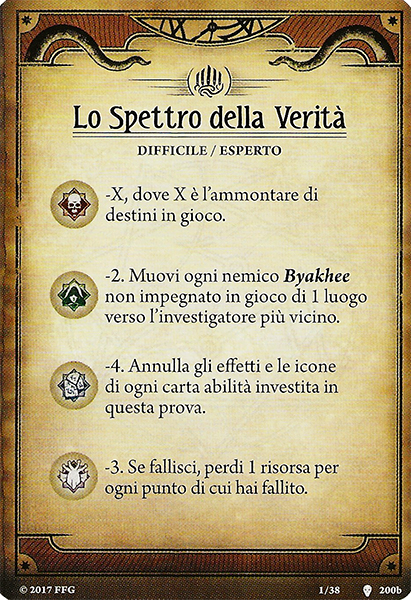 Lo Spettro della Verità
DIFFICILE / ESPERTO
-X, dove X è l'ammontare di
destini in gioco.
-2. Muovi ogni nemico Byakhee
non impegnato in gioco di 1 luogo
verso l'investigatore più vicino.
-4. Annulla gli effetti e le icone
di ogni carta abilità investita in
questa prova.
-3. Se fallisci, perdi 1 risorsa per
ogni punto di cui hai fallito.
© 2017 FFG 1/38 200b